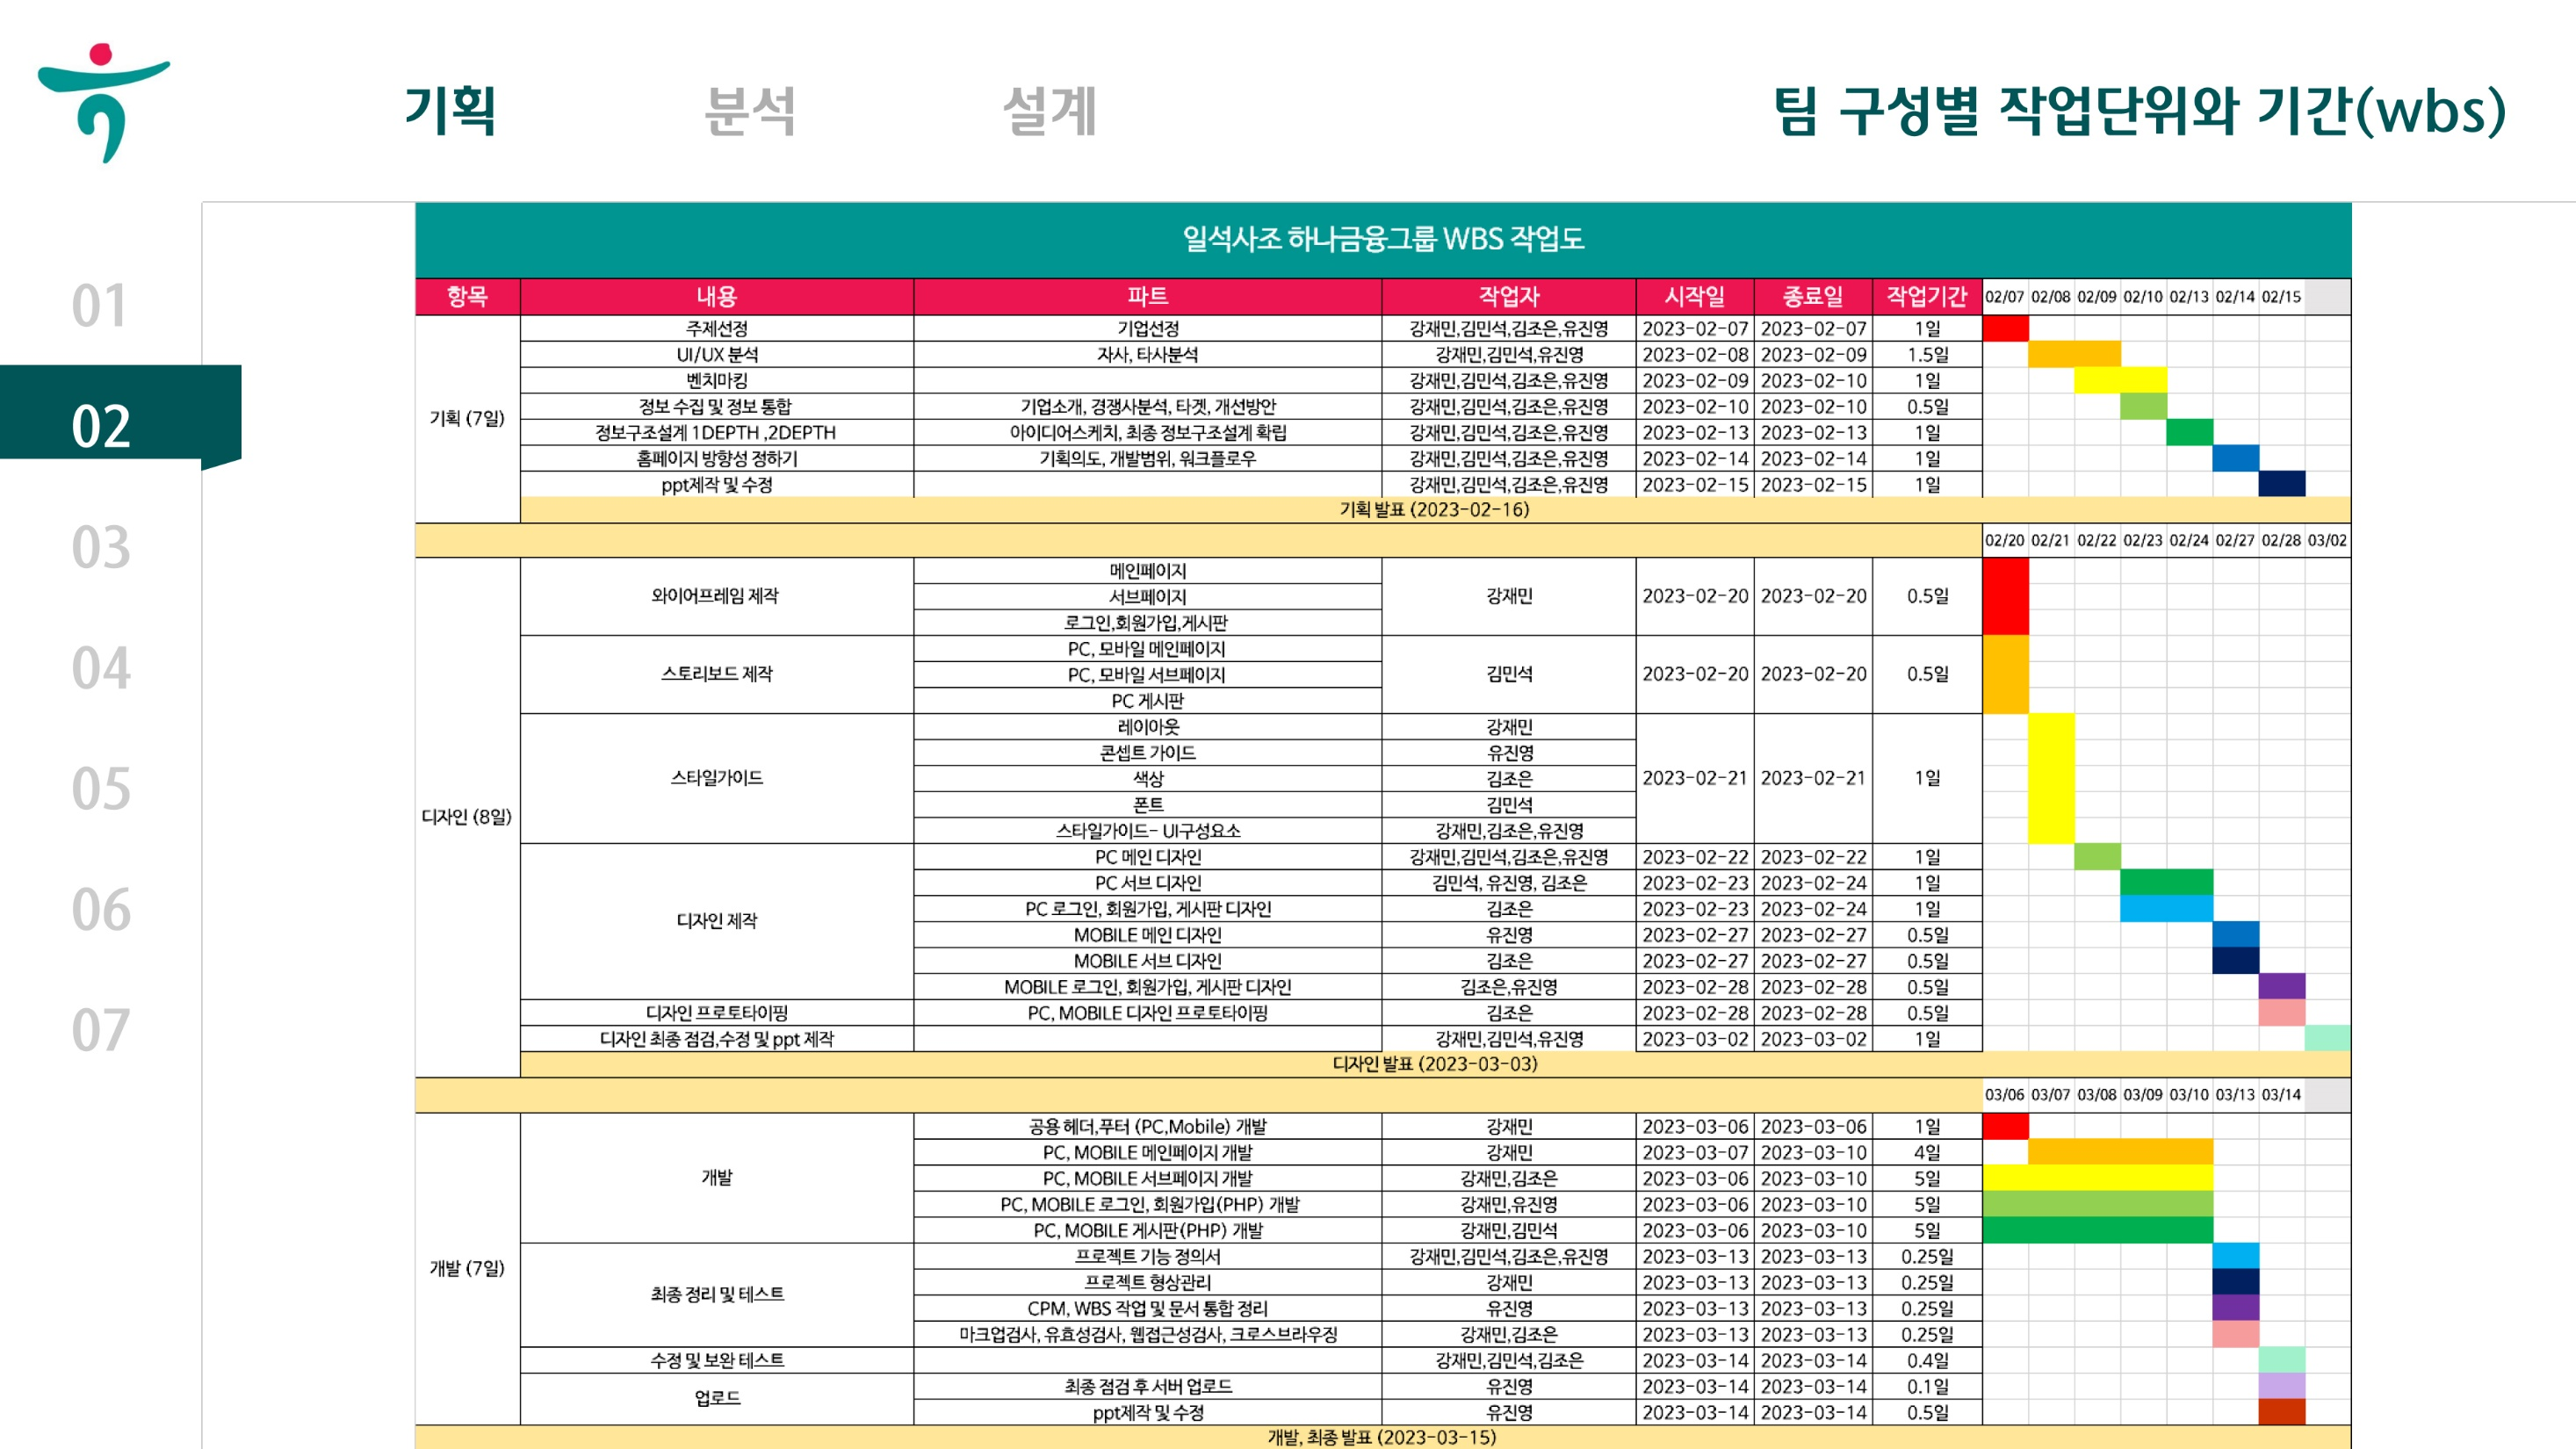 기획 분석 설계 팀 구성별 작업단위와 기간(wbs)
01
02
03
04
05
06
07
일석사조 하나금융그룹 WBS 작업도
항목 내용 파트 작업자 시작일 종료일 작업기간 02/07 02/08 02/09 02/10 02/13 02/14 02/15
기획 (7일)
주제선정 기업선정 강재민,김민석,김조은,유진영 2023-02-07 2023-02-07 1일
UI/UX 분석 자사, 타사분석 강재민,김민석,유진영 2023-02-08 2023-02-09 1.5일
벤치마킹 강재민,김민석,김조은,유진영 2023-02-09 2023-02-10 1일
정보 수집 및 정보 통합 기업소개, 경쟁사분석, 타겟, 개선방안 강재민,김민석,김조은,유진영 2023-02-10 2023-02-10 0.5일
정보구조설계 1DEPTH ,2DEPTH 아이디어스케치, 최종 정보구조설계 확립 강재민,김민석,김조은,유진영 2023-02-13 2023-02-13 1일
홈페이지 방향성 정하기 기획의도, 개발범위, 워크플로우 강재민,김민석,김조은,유진영 2023-02-14 2023-02-14 1일
ppt제작 및 수정 강재민,김민석,김조은,유진영 2023-02-15 2023-02-15 1일
기획 발표 (2023-02-16)
02/20 02/21 02/22 02/23 02/24 02/27 02/28 03/02
디자인 (8일)
와이어프레임 제작 메인페이지 강재민 2023-02-20 2023-02-20 0.5일
서브페이지
로그인,회원가입,게시판
스토리보드 제작 PC, 모바일 메인페이지 김민석 2023-02-20 2023-02-20 0.5일
PC, 모바일 서브페이지
PC 게시판
스타일가이드 레이아웃 강재민 2023-02-21 2023-02-21 1일
콘셉트 가이드 유진영
색상 김조은
폰트 김민석
스타일가이드- UI구성요소 강재민,김조은,유진영
디자인 제작 PC 메인 디자인 강재민,김민석,김조은,유진영 2023-02-22 2023-02-22 1일
PC 서브 디자인 김민석, 유진영, 김조은 2023-02-23 2023-02-24 1일
PC 로그인, 회원가입, 게시판 디자인 김조은 2023-02-23 2023-02-24 1일
MOBILE 메인 디자인 유진영 2023-02-27 2023-02-27 0.5일
MOBILE 서브 디자인 김조은 2023-02-27 2023-02-27 0.5일
MOBILE 로그인, 회원가입, 게시판 디자인 김조은,유진영 2023-02-28 2023-02-28 0.5일
디자인 프로토타이핑 PC, MOBILE 디자인 프로토타이핑 김조은 2023-02-28 2023-02-28 0.5일
디자인 최종 점검,수정 및 ppt 제작 강재민,김민석,유진영 2023-03-02 2023-03-02 1일
디자인 발표 (2023-03-03)
03/06 03/07 03/08 03/09 03/10 03/13 03/14
개발 (7일)
개발 공용 헤더,푸터 (PC,Mobile) 개발 강재민 2023-03-06 2023-03-06 1일
PC, MOBILE 메인페이지 개발 강재민 2023-03-07 2023-03-10 4일
PC, MOBILE 서브페이지 개발 강재민,김조은 2023-03-06 2023-03-10 5일
PC, MOBILE 로그인, 회원가입(PHP) 개발 강재민,유진영 2023-03-06 2023-03-10 5일
PC, MOBILE 게시판(PHP) 개발 강재민,김민석 2023-03-06 2023-03-10 5일
최종 정리 및 테스트 프로젝트 기능 정의서 강재민,김민석,김조은,유진영 2023-03-13 2023-03-13 0.25일
프로젝트 형상관리 강재민 2023-03-13 2023-03-13 0.25일
CPM, WBS 작업 및 문서 통합 정리 유진영 2023-03-13 2023-03-13 0.25일
마크업검사, 유효성검사, 웹접근성검사, 크로스브라우징 강재민,김조은 2023-03-13 2023-03-13 0.25일
수정 및 보완 테스트 강재민,김민석,김조은 2023-03-14 2023-03-14 0.4일
업로드 최종 점검 후 서버 업로드 유진영 2023-03-14 2023-03-14 0.1일
ppt제작 및 수정 유진영 2023-03-14 2023-03-14 0.5일
개발, 최종 발표 (2023-03-15)